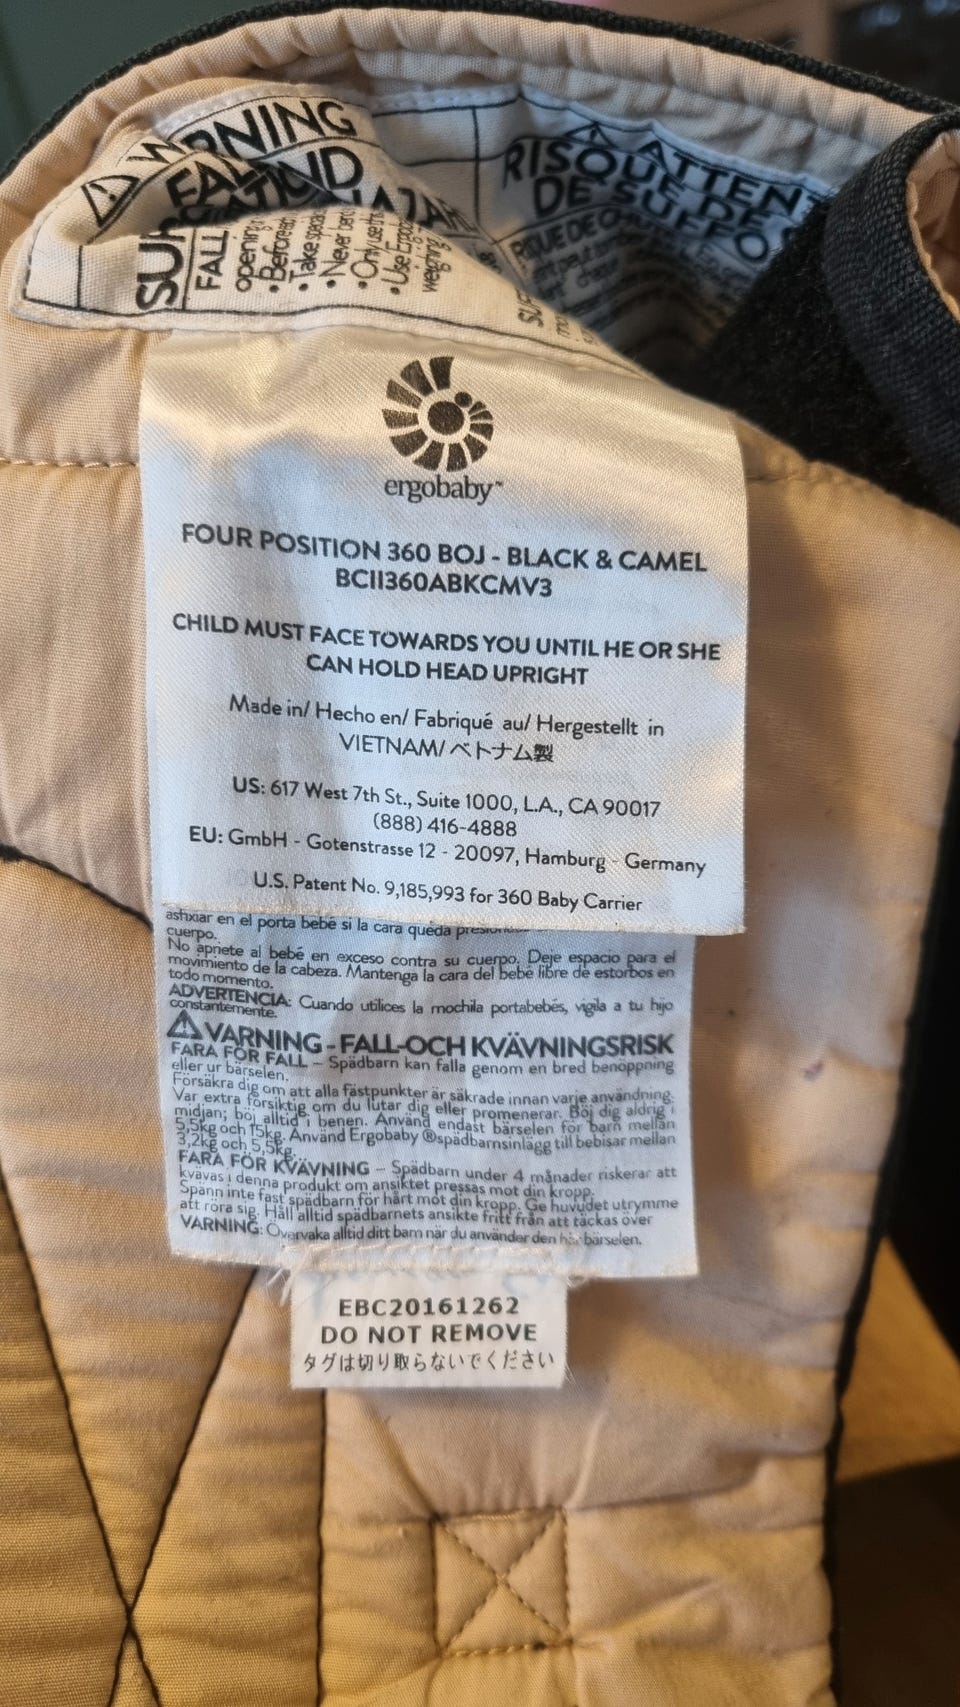 WARNING
FALL AND
FALL
opening
• Before each
• Take special
• Never
• Only use
• Use Ergo
weighing
ATTENT
RISQUE DE
DE SUFFO
ergobaby™
FOUR POSITION 360 BOJ - BLACK & CAMEL
BCII360ABKCMV3
CHILD MUST FACE TOWARDS YOU UNTIL HE OR SHE
CAN HOLD HEAD UPRIGHT
Made in/ Hecho en/ Fabriqué au/ Hergestellt in
VIETNAM/ ベトナム製
US: 617 West 7th St., Suite 1000, L.A., CA 90017
(888) 416-4888
EU: GmbH - Gotenstrasse 12 - 20097, Hamburg - Germany
U.S. Patent No. 9,185,993 for 360 Baby Carrier
asfixiar en el porta bebé si la cara queda
cuerpo.
No apriete al bebé en exceso contra su cuerpo. Deje espacio para el
movimiento de la cabeza. Mantenga la cara del bebé libre de estorbos en
todo momento.
ADVERTENCIA: Cuando utilices la mochila portabebés, vigila a tu hijo
constantemente.
⚠VARNING - FALL-OCH KVÄVNINGSRISK
FARA FÖR FALL – Spädbarn kan falla genom en bred benöppning
eller ur bärselen.
Försäkra dig om att alla fästpunkter är säkrade innan varje användning.
Var extra försiktig om du lutar dig eller promenerar. Böj dig aldrig i
midjan; böj alltid i benen. Använd endast bärselen för barn mellan
5,5kg och 15kg. Använd Ergobaby ®spädbarnsinlägg till bebisar mellan
3,2kg och 5,5kg.
FARA FÖR KVÄVNING – Spädbarn under 4 månader riskerar att
kvävas i denna produkt om ansiktet pressas mot din kropp.
Spänn inte fast spädbarn för hårt mot din kropp. Ge huvudet utrymme
att röra sig. Håll alltid spädbarnets ansikte fritt från att täckas över
VARNING: Övervaka alltid ditt barn när du använder den här bärselen.
EBC20161262
DO NOT REMOVE
タグは切り取らないでください